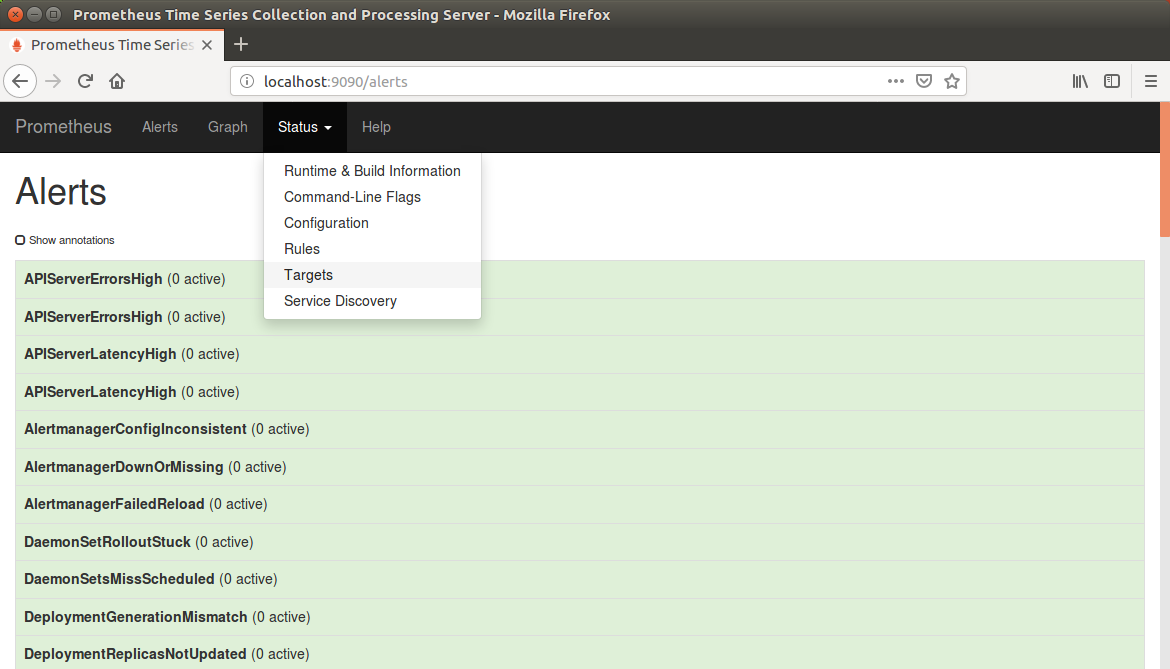 Prometheus Time Series Collection and Processing Server - Mozilla Firefox
Prometheus Time Series
localhost:9090/alerts
Prometheus Alerts Graph Status Help
Runtime & Build Information
Command-Line Flags
Configuration
Rules
Targets
Service Discovery
Alerts
Show annotations
APIServerErrorsHigh (0 active)
APIServerErrorsHigh (0 active)
APIServerLatencyHigh (0 active)
APIServerLatencyHigh (0 active)
AlertmanagerConfigInconsistent (0 active)
AlertmanagerDownOrMissing (0 active)
AlertmanagerFailedReload (0 active)
DaemonSetRolloutStuck (0 active)
DaemonSetsMissScheduled (0 active)
DeploymentGenerationMismatch (0 active)
DeploymentReplicasNotUpdated (0 active)